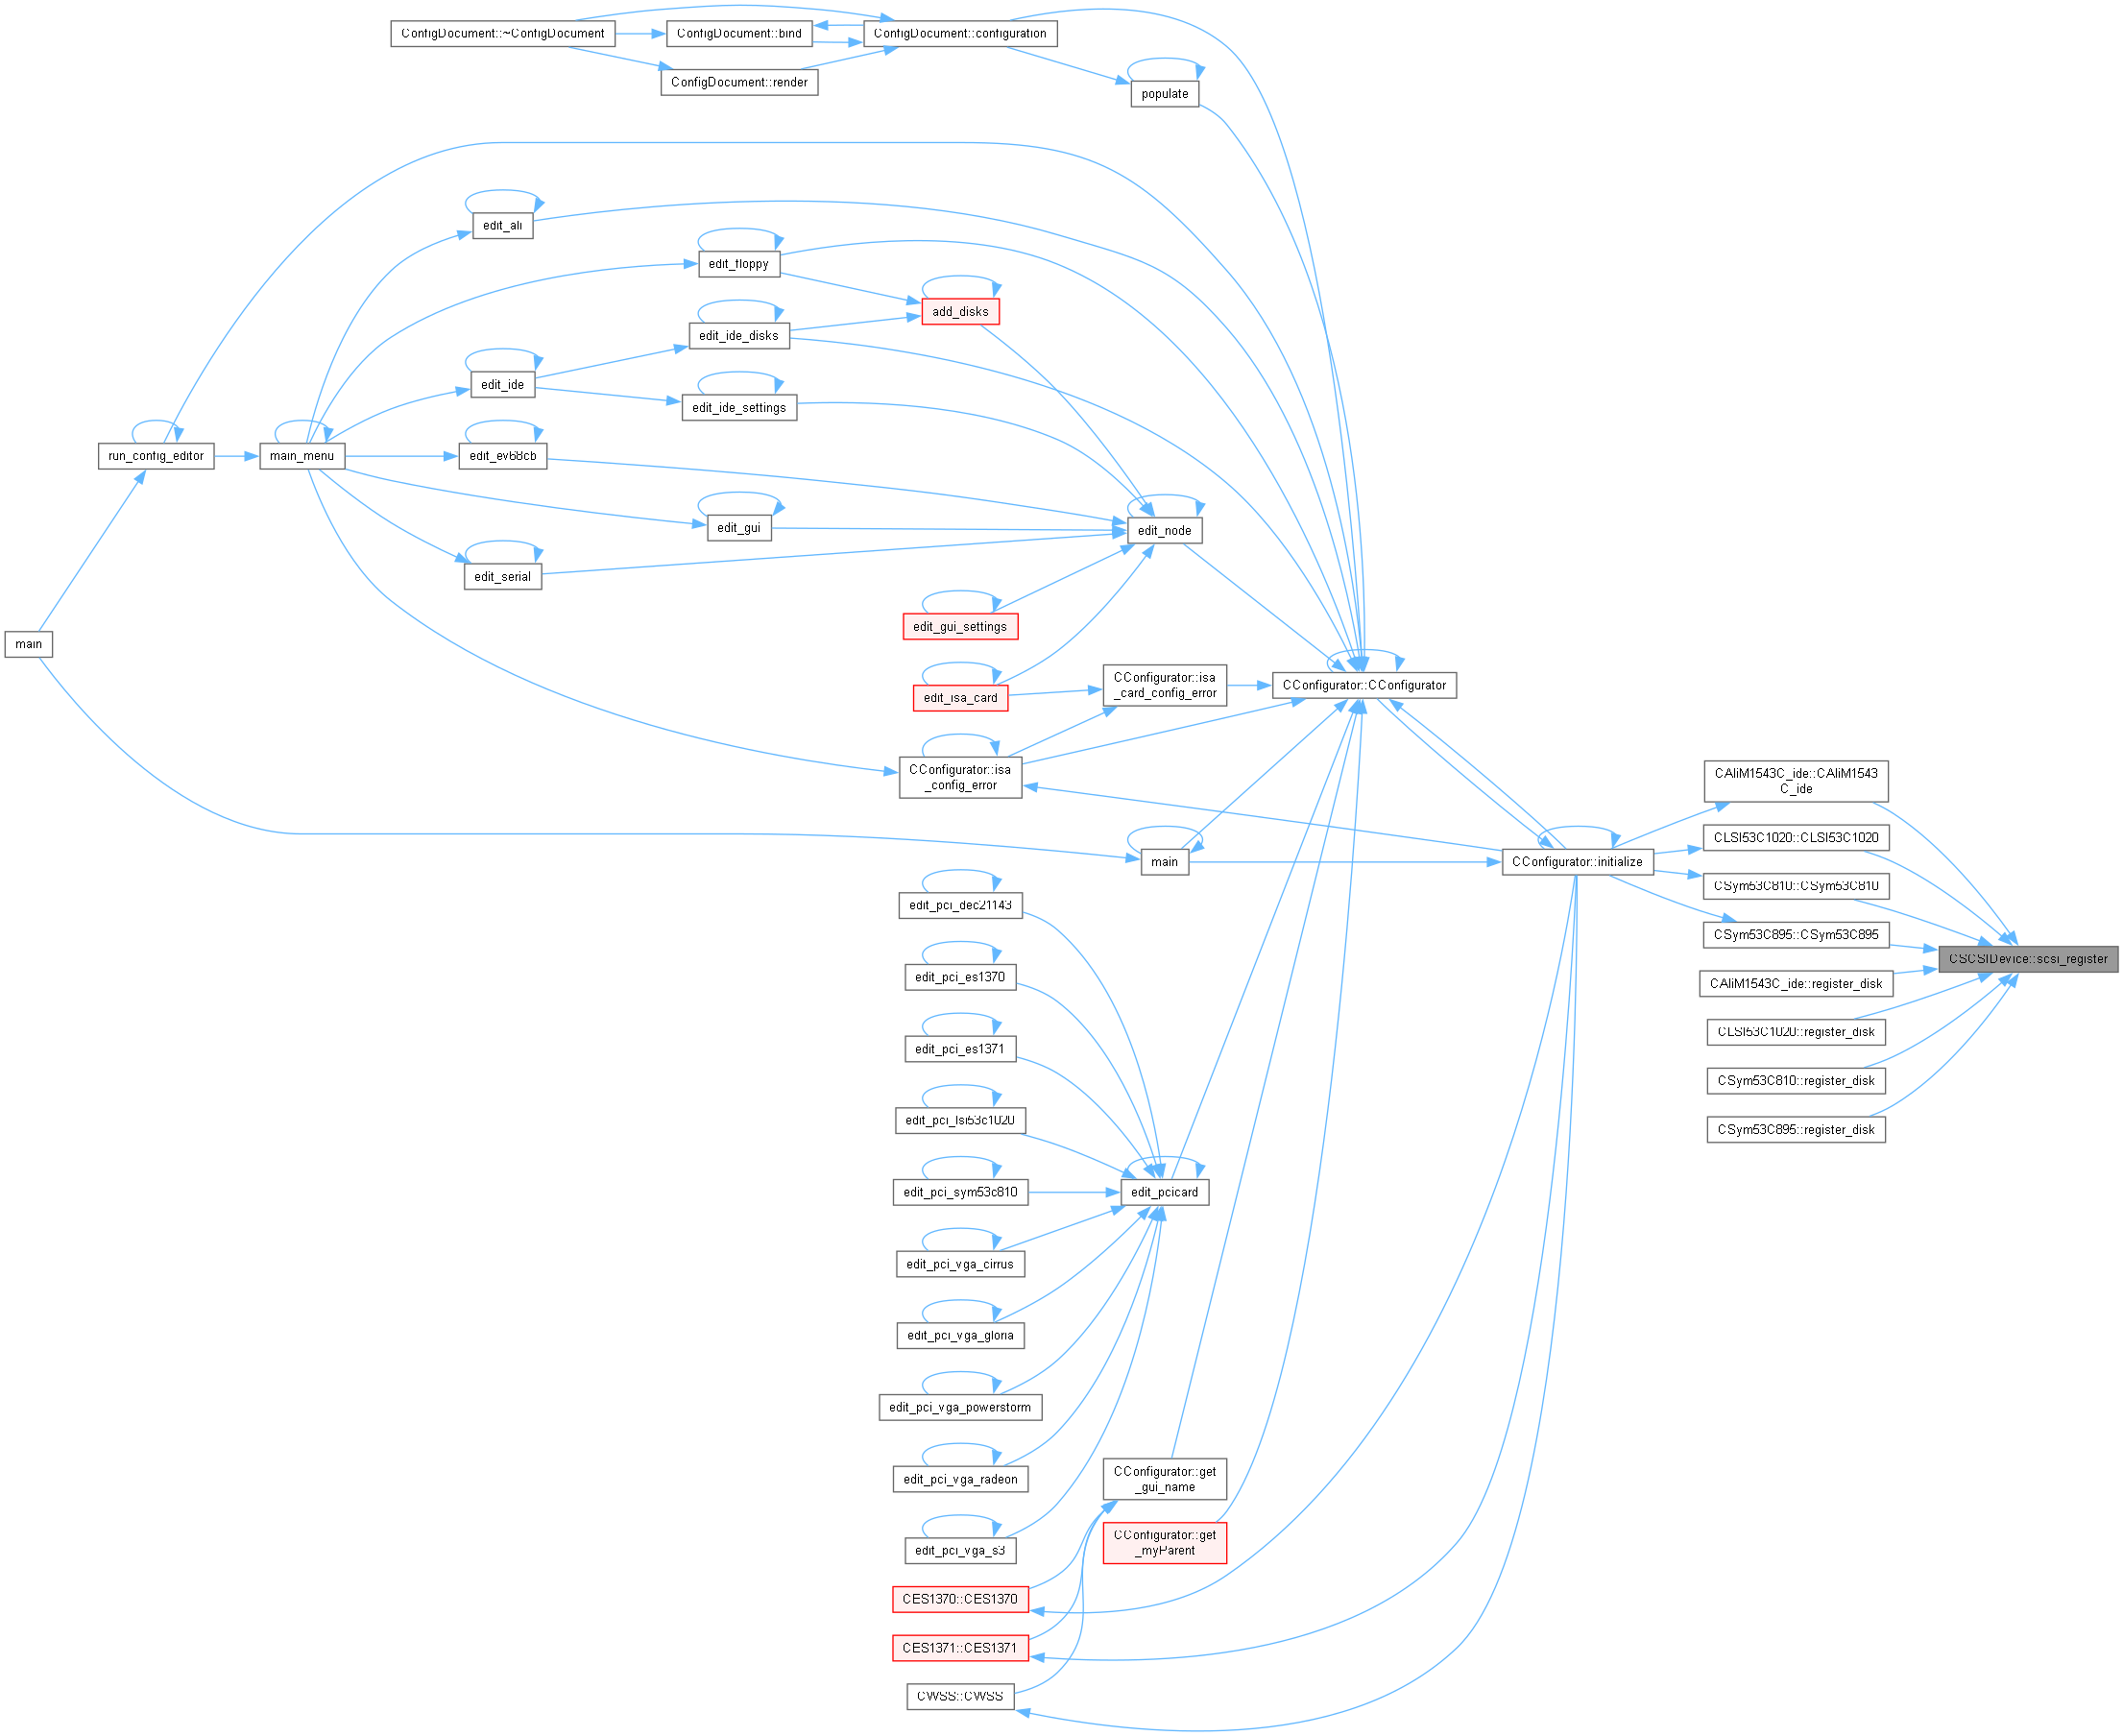 ConfigDocument::~ConfigDocument
ConfigDocument::bind
ConfigDocument::configuration
ConfigDocument::render
populate
edit_ali
edit_floppy
add_disks
edit_ide_disks
edit_ide
edit_ide_settings
run_config_editor
main_menu
edit_ev68cb
edit_gui
edit_node
edit_serial
edit_gui_settings
main
CConfigurator::isa
_card_config_error
CConfigurator::CConfigurator
edit_isa_card
CConfigurator::isa
_config_error
CAliM1543C_ide::CAliM1543
C_ide
CLSI53C1020::CLSI53C1020
main
CConfigurator::initialize
CSym53C810::CSym53C810
edit_pci_dec21143
CSym53C895::CSym53C895
CSCSIDevice::scsi_register
edit_pci_es1370
CAliM1543C_ide::register_disk
CLSI53C1020::register_disk
edit_pci_es1371
CSym53C810::register_disk
edit_pci_lsi53c1020
CSym53C895::register_disk
edit_pci_sym53c810
edit_pcicard
edit_pci_vga_cirrus
edit_pci_vga_gloria
edit_pci_vga_powerstorm
edit_pci_vga_radeon
CConfigurator::get
_gui_name
CConfigurator::get
_myParent
edit_pci_vga_s3
CES1370::CES1370
CES1371::CES1371
CWSS::CWSS